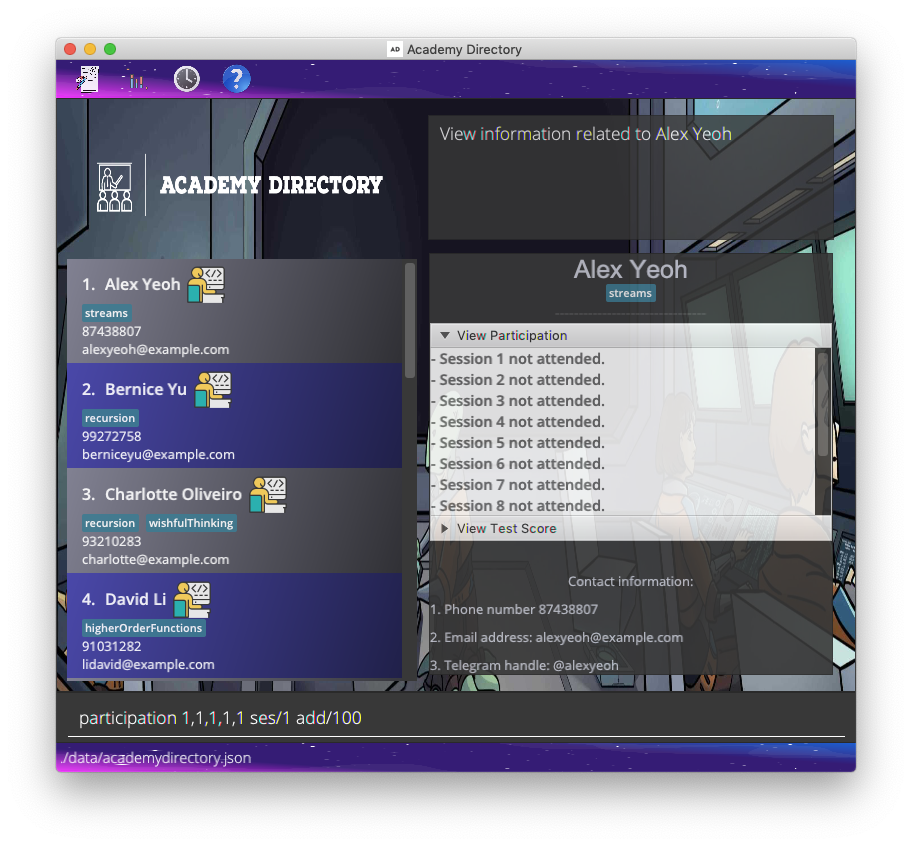 AD Academy Directory
?
ACADEMY DIRECTORY
View information related to Alex Yeoh
1. Alex Yeoh
streams
87438807
alexyeoh@example.com
2. Bernice Yu
recursion
99272758
berniceyu@example.com
3. Charlotte Oliveiro
recursion wishfulThinking
93210283
charlotte@example.com
4. David Li
higherOrderFunctions
91031282
lidavid@example.com
Alex Yeoh
streams
View Participation
- Session 1 not attended.
- Session 2 not attended.
- Session 3 not attended.
- Session 4 not attended.
- Session 5 not attended.
- Session 6 not attended.
- Session 7 not attended.
- Session 8 not attended.
View Test Score
Contact information:
1. Phone number 87438807
2. Email address: alexyeoh@example.com
3. Telegram handle: @alexyeoh
participation 1,1,1,1,1 ses/1 add/100
./data/academydirectory.json